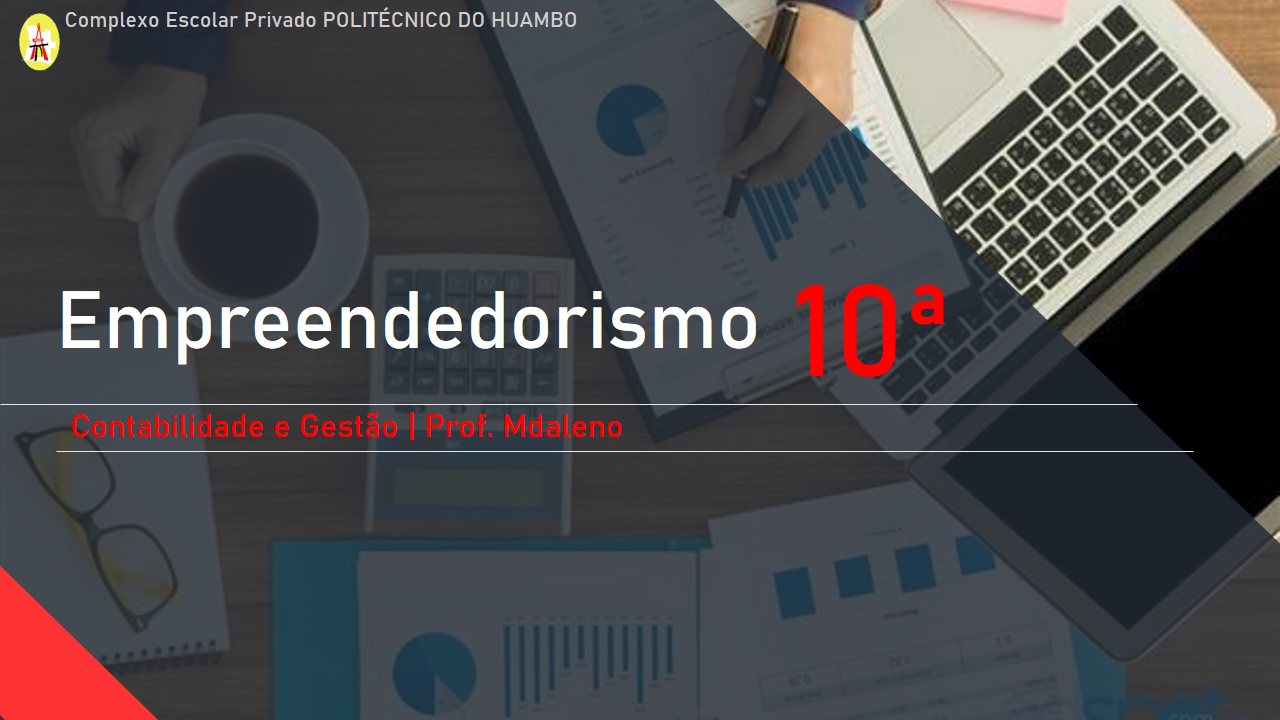 Complexo Escolar Privado POLITÉCNICO DO HUAMBO
Empreendedorismo 10ª
Contabilidade e Gestão | Prof. Mdaleno